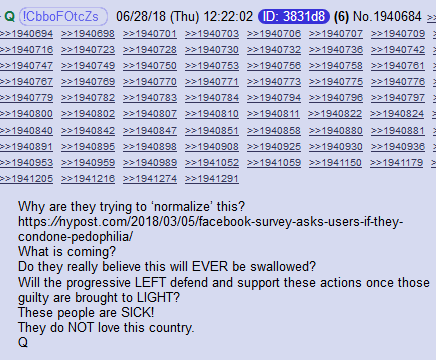 Q !CbboFOtcZs 06/28/18 (Thu) 12:22:02 ID: 3831d8 (6) No.1940684 >>
>>1940694 >>1940698 >>1940701 >>1940703 >>1940706 >>1940707 >>1940709
>>1940716 >>1940723 >>1940728 >>1940730 >>1940732 >>1940736 >>1940742
>>1940747 >>1940749 >>1940750 >>1940753 >>1940756 >>1940758 >>1940761
>>1940767 >>1940769 >>1940770 >>1940771 >>1940773 >>1940775 >>1940776
>>1940779 >>1940782 >>1940783 >>1940784 >>1940794 >>1940796 >>1940797
>>1940800 >>1940802 >>1940807 >>1940810 >>1940811 >>1940822 >>1940824
>>1940840 >>1940842 >>1940847 >>1940851 >>1940858 >>1940880 >>1940881
>>1940891 >>1940895 >>1940898 >>1940908 >>1940925 >>1940930 >>1940936
>>1940953 >>1940959 >>1940989 >>1941052 >>1941059 >>1941150 >>1941179 >>
>>1941205 >>1941216 >>1941274 >>1941291
Why are they trying to ‘normalize’ this?
https://nypost.com/2018/03/05/facebook-survey-asks-users-if-they-
condone-pedophilia/
What is coming?
Do they really believe this will EVER be swallowed?
Will the progressive LEFT defend and support these actions once those
guilty are brought to LIGHT?
These people are SICK!
They do NOT love this country.
Q